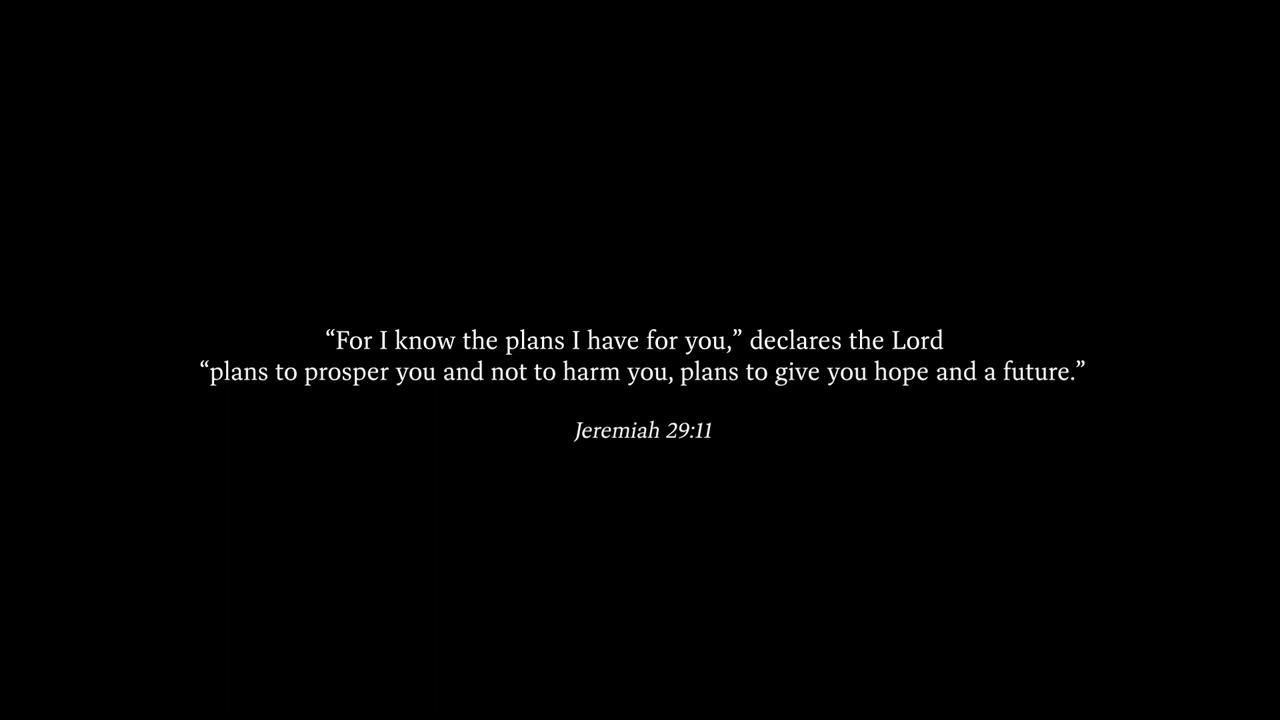 “For I know the plans I have for you,” declares the Lord
“plans to prosper you and not to harm you, plans to give you hope and a future.”
Jeremiah 29:11